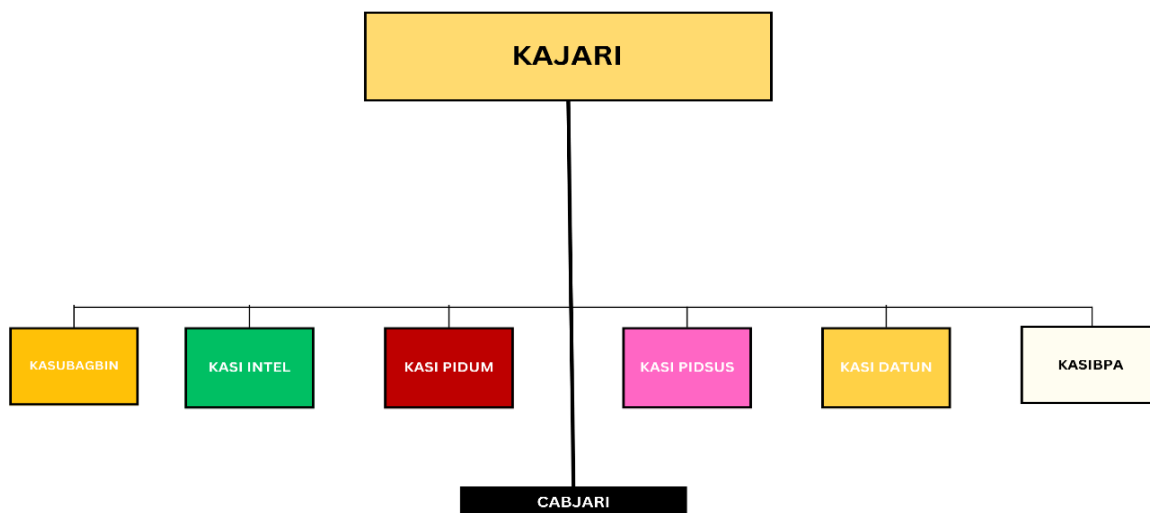 KAJARI
KASUBAGBIN
KASI INTEL
KASI PIDUM
KASI PIDSUS
KASI DATUN
KASIBPA
CABJARI